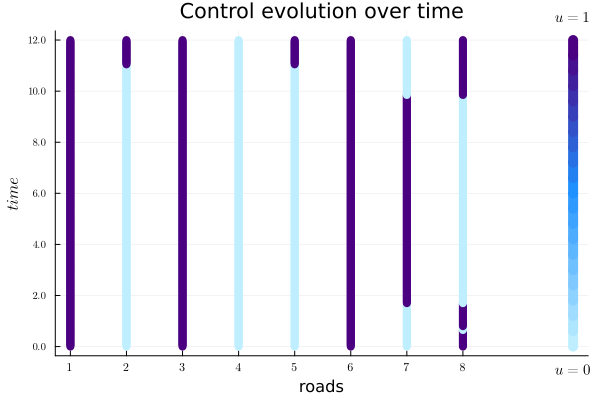 Control evolution over time
u = 1
12.0
10.0
8.0
6.0
4.0
2.0
0.0
time
1 2 3 4 5 6 7 8
u = 0
roads